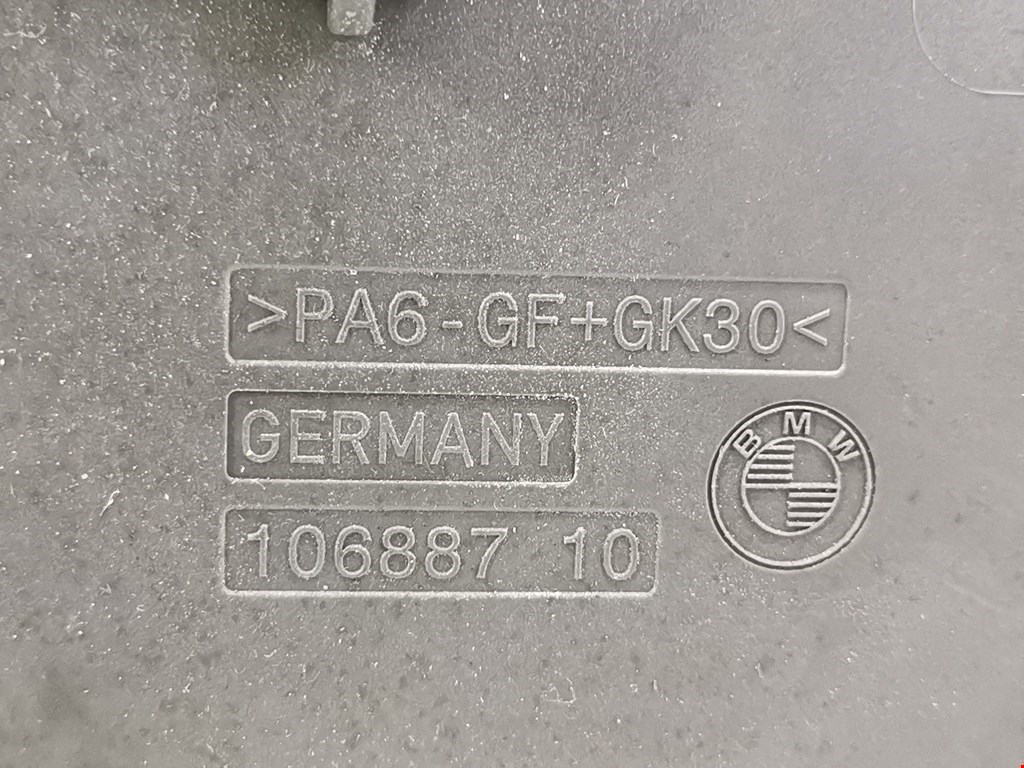 >PA6-GF+GK30<
GERMANY
106887 10
BMW